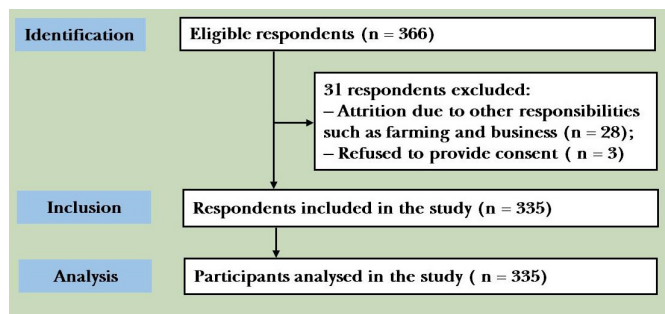 Identification
Eligible respondents (n = 366)
31 respondents excluded:
– Attrition due to other responsibilities
such as farming and business (n = 28);
– Refused to provide consent ( n = 3)
Inclusion
Respondents included in the study (n = 335)
Analysis
Participants analysed in the study ( n = 335)